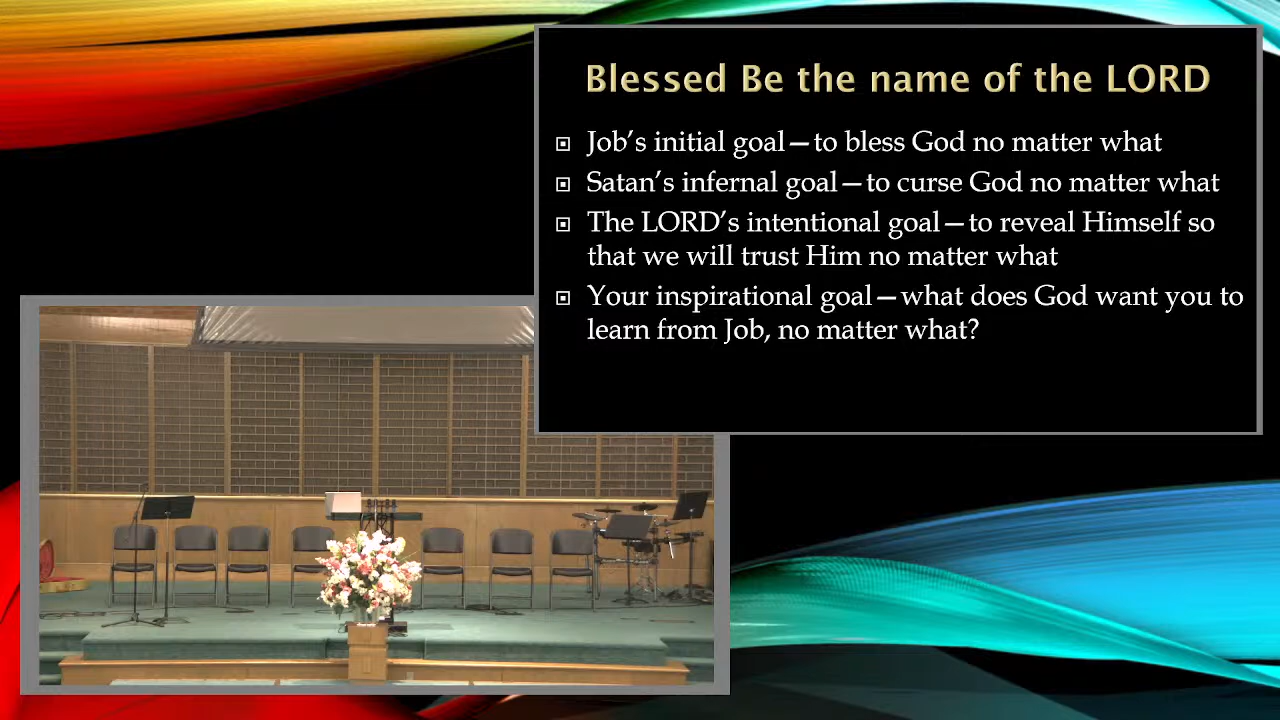 Blessed Be the name of the LORD
Job’s initial goal—to bless God no matter what
Satan’s infernal goal—to curse God no matter what
The LORD’s intentional goal—to reveal Himself so
that we will trust Him no matter what
Your inspirational goal—what does God want you to
learn from Job, no matter what?